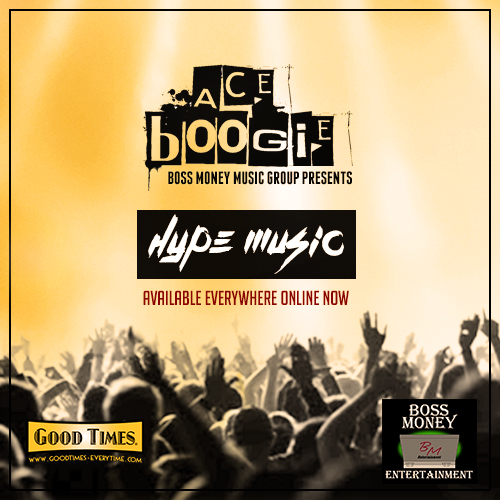 ACE
BOOGIE
BOSS MONEY MUSIC GROUP PRESENTS
HYPE MUSIC
AVAILABLE EVERYWHERE ONLINE NOW
GOOD TIMES.
WWW.GOODTIMES-EVERYTIME.COM
BOSS
MONEY
BM
Entertainment
ENTERTAINMENT